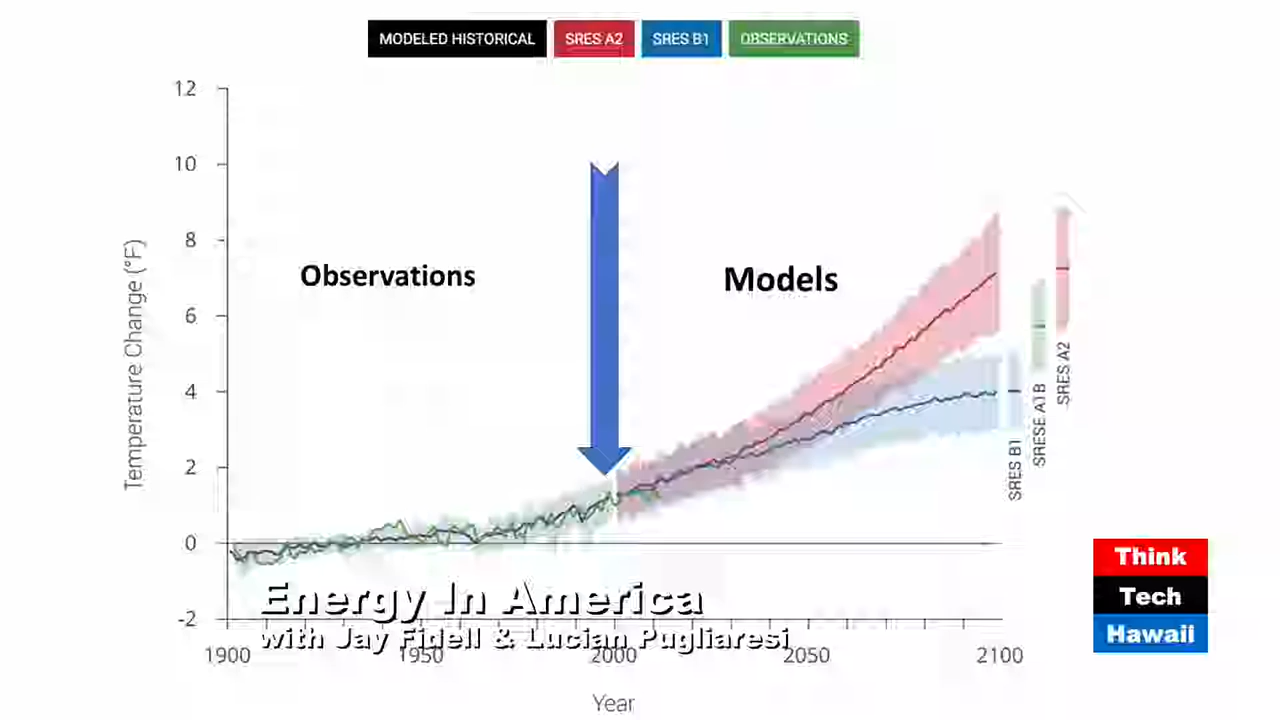 MODELED HISTORICAL SRES A2 SRES B1 OBSERVATIONS
12
10
8
6
4
2
0
-2
Temperature Change (°F)
Observations
Models
SRES B1
SRESE A1B
SRES A2
Energy In America
with Jay Fidell & Lucian Pugliaresi
1900 1950 2000 2050 2100
Year
Think
Tech
Hawaii